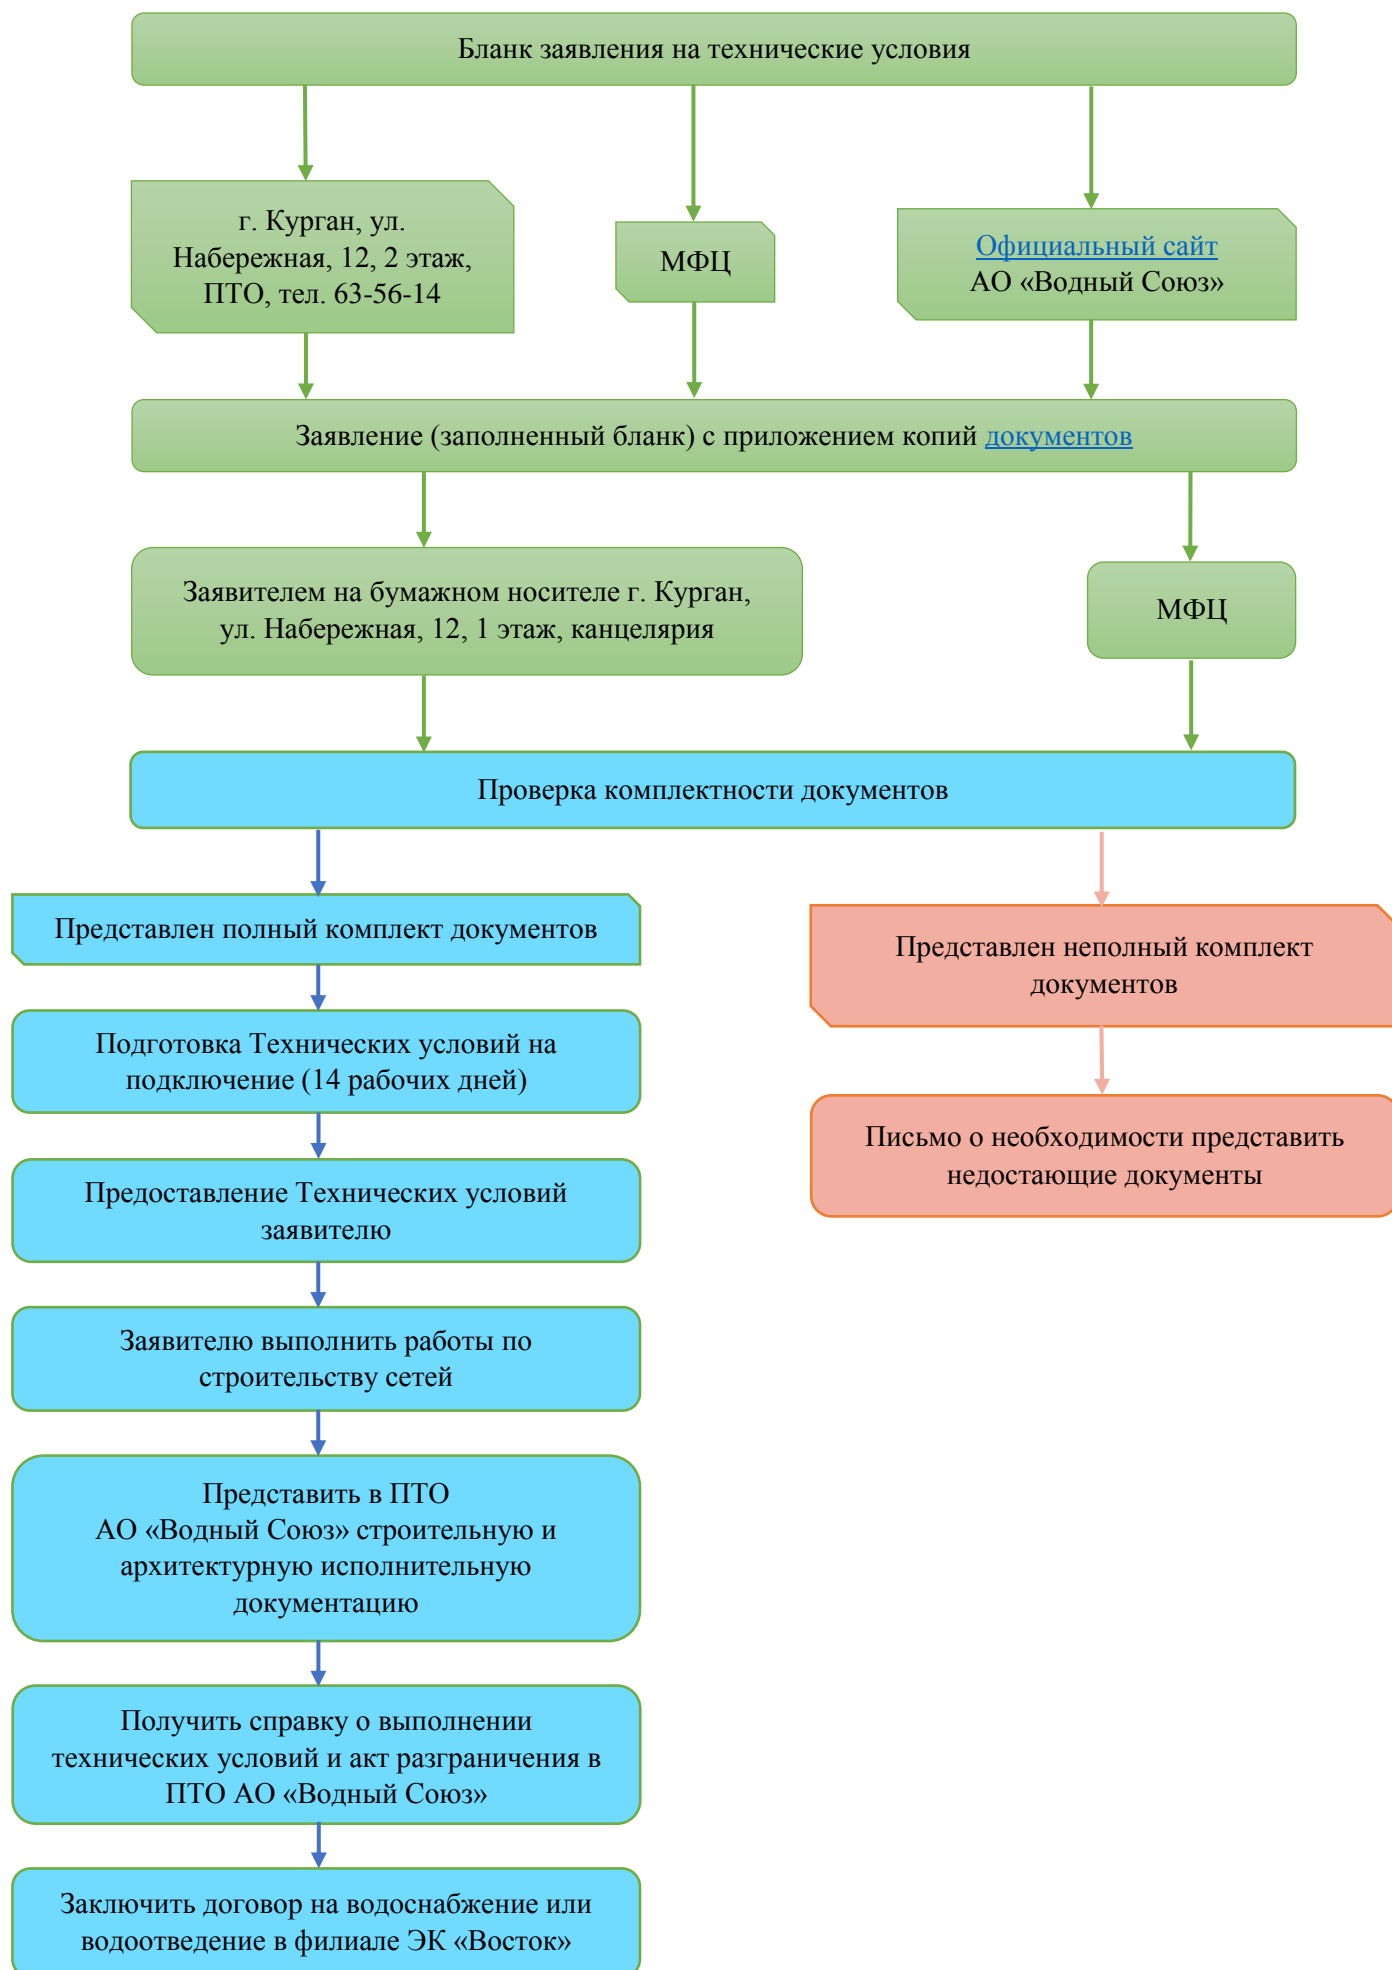 Бланк заявления на технические условия
г. Курган, ул.
Набережная, 12, 2 этаж,
ПТО, тел. 63-56-14
МФЦ
Официальный сайт
АО «Водный Союз»
Заявление (заполненный бланк) с приложением копий документов
Заявителем на бумажном носителе г. Курган,
ул. Набережная, 12, 1 этаж, канцелярия
МФЦ
Проверка комплектности документов
Представлен полный комплект документов
Представлен неполный комплект
документов
Подготовка Технических условий на
подключение (14 рабочих дней)
Письмо о необходимости представить
недостающие документы
Предоставление Технических условий
заявителю
Заявителю выполнить работы по
строительству сетей
Представить в ПТО
АО «Водный Союз» строительную и
архитектурную исполнительную
документацию
Получить справку о выполнении
технических условий и акт разграничения в
ПТО АО «Водный Союз»
Заключить договор на водоснабжение или
водоотведение в филиале ЭК «Восток»